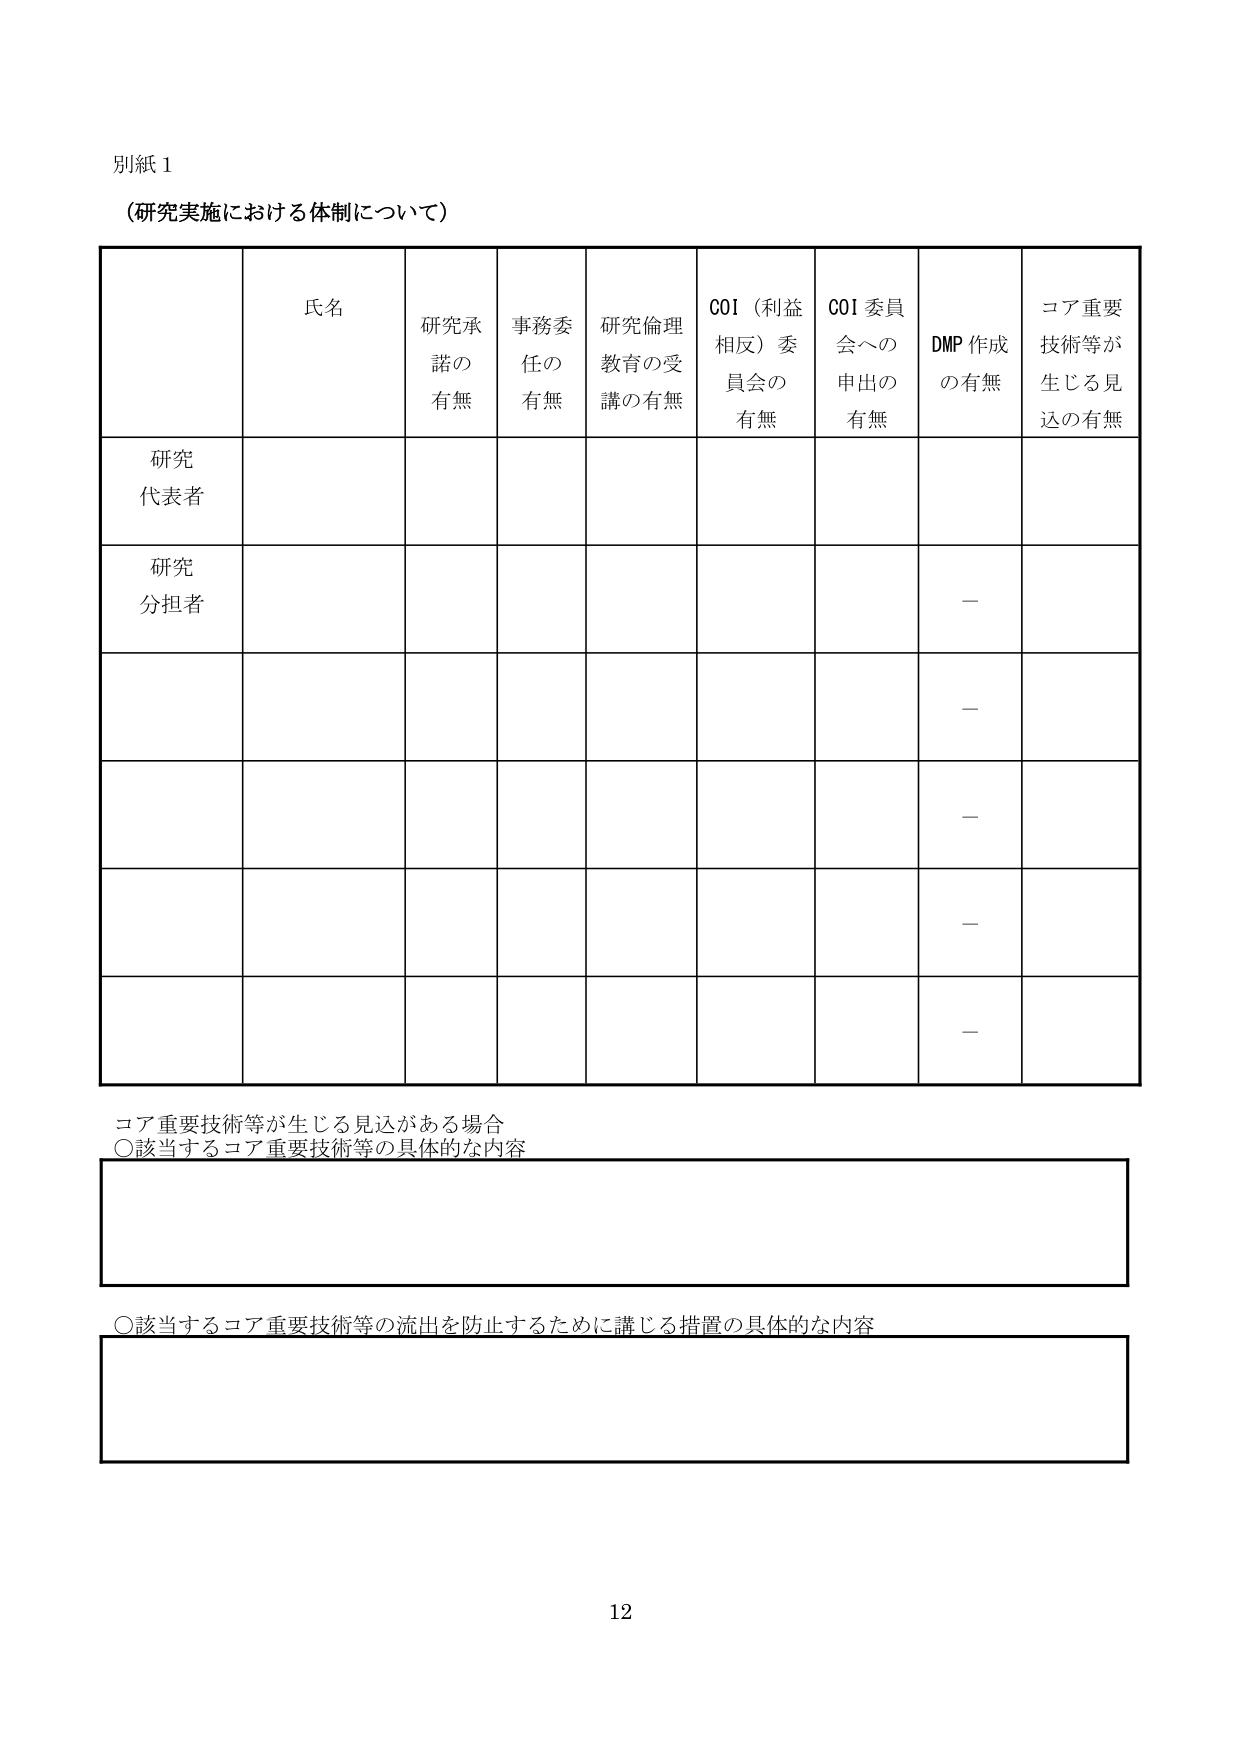 別紙１
（研究実施における体制について）
氏名
研究承
諾の
有無
事務委
任の
有無
研究倫理
教育の受
講の有無
COI（利益
相反）委
員会の
有無
COI 委員
会への
申出の
有無
DMP 作成
の有無
コア重要
技術等が
生じる見
込の有無
研究
代表者
研究
分担者
－
－
－
－
－
コア重要技術等が生じる見込がある場合
〇該当するコア重要技術等の具体的な内容
〇該当するコア重要技術等の流出を防止するために講じる措置の具体的な内容
12